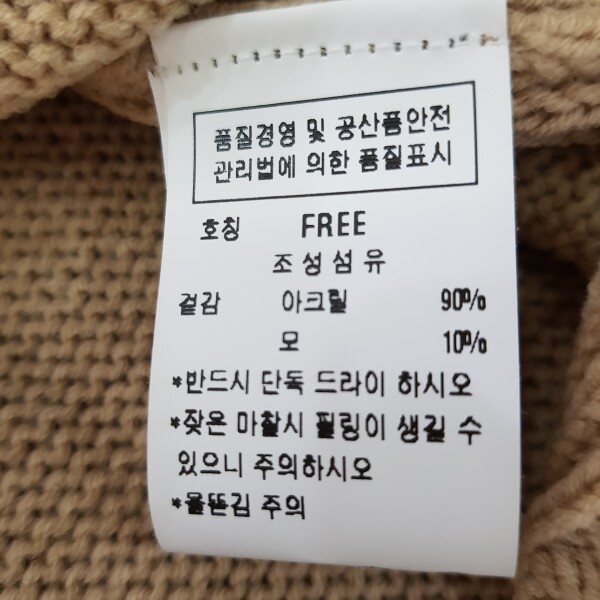 품질경영 및 공산품안전
관리법에 의한 품질표시
호칭 FREE
조성섬유
겉감 아크릴 90%
모 10%
*반드시 단독 드라이 하시오
*잦은 마찰시 필링이 생길 수
있으니 주의하시오
*올뜯김 주의